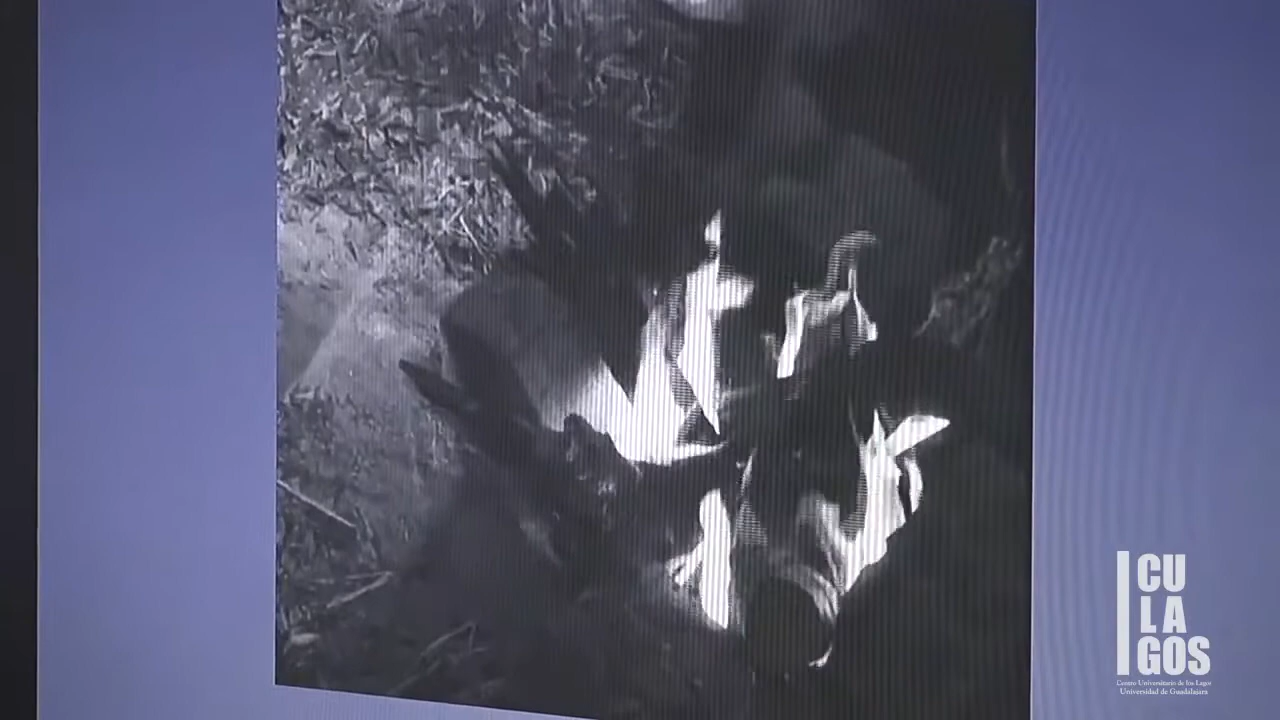 CU
LA
GOS
Centro Universitario de los Lagos
Universidad de Guadalajara